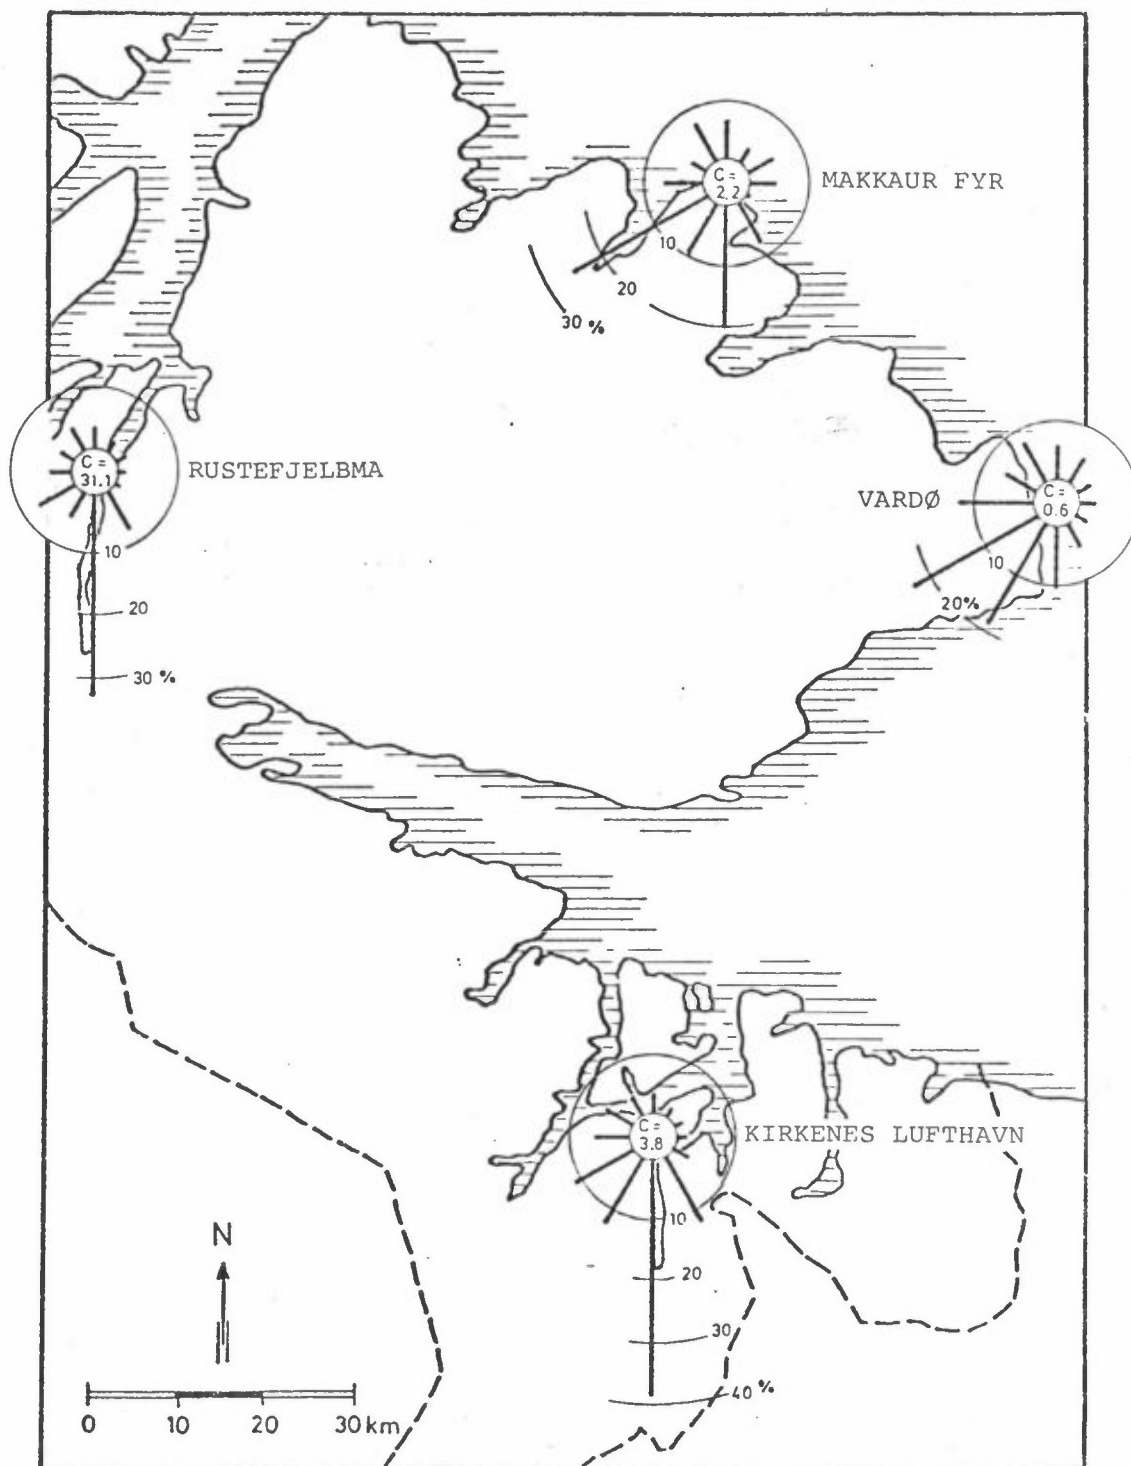 C =
2,2
MAKKAUR FYR
10
20
30 %
C =
31,1
RUSTEFJELBMA
10
20
30 %
VARDØ
C =
0.6
10
20%
C =
3.8
KIRKENES LUFTHAVN
10
20
30
40 %
N
0 10 20 30 km